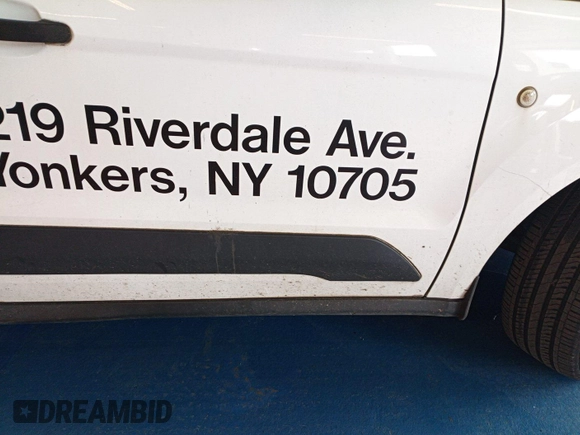 219 Riverdale Ave.
Yonkers, NY 10705
DREAMBID